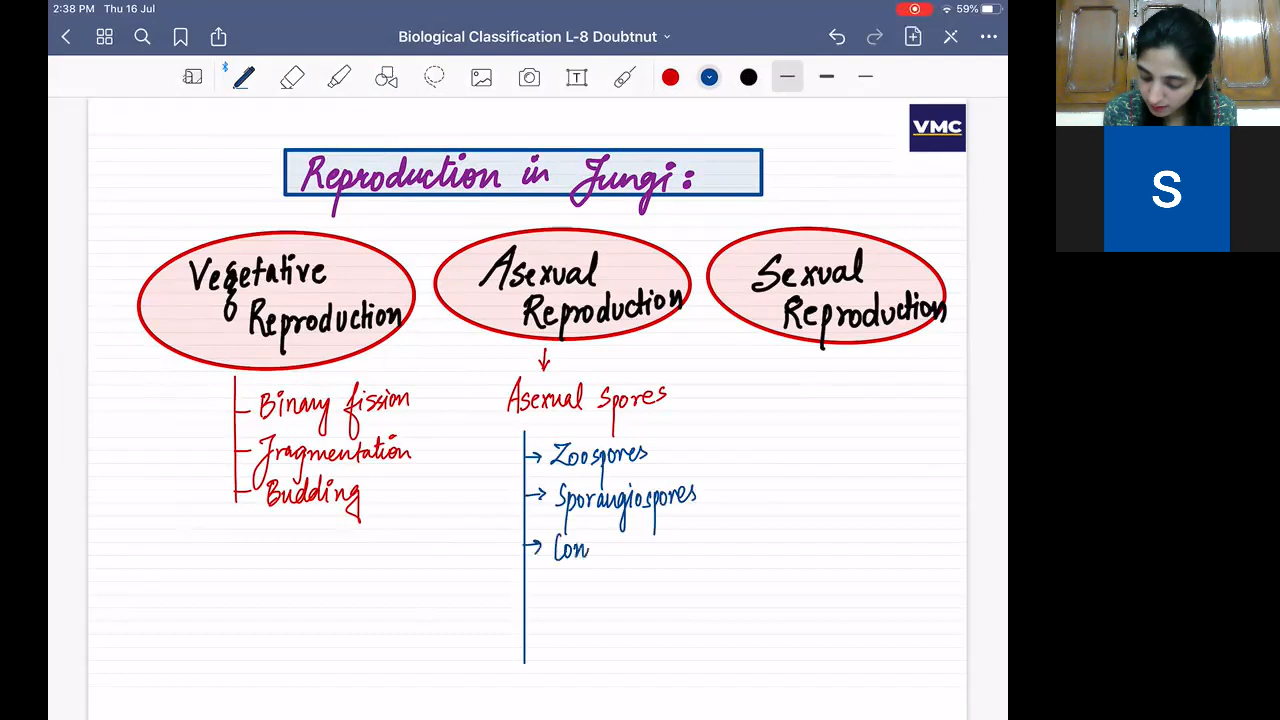 2:38 PM Thu 16 Jul
59%
Biological Classification L-8 Doubtnut
T
VMC
Reproduction in Fungi:
Vegetative
Reproduction
Asexual
Reproduction
Sexual
Reproduction
Binary fission
Fragmentation
Budding
Asexual spores
Zoospores
Sporangiospores
Con
S